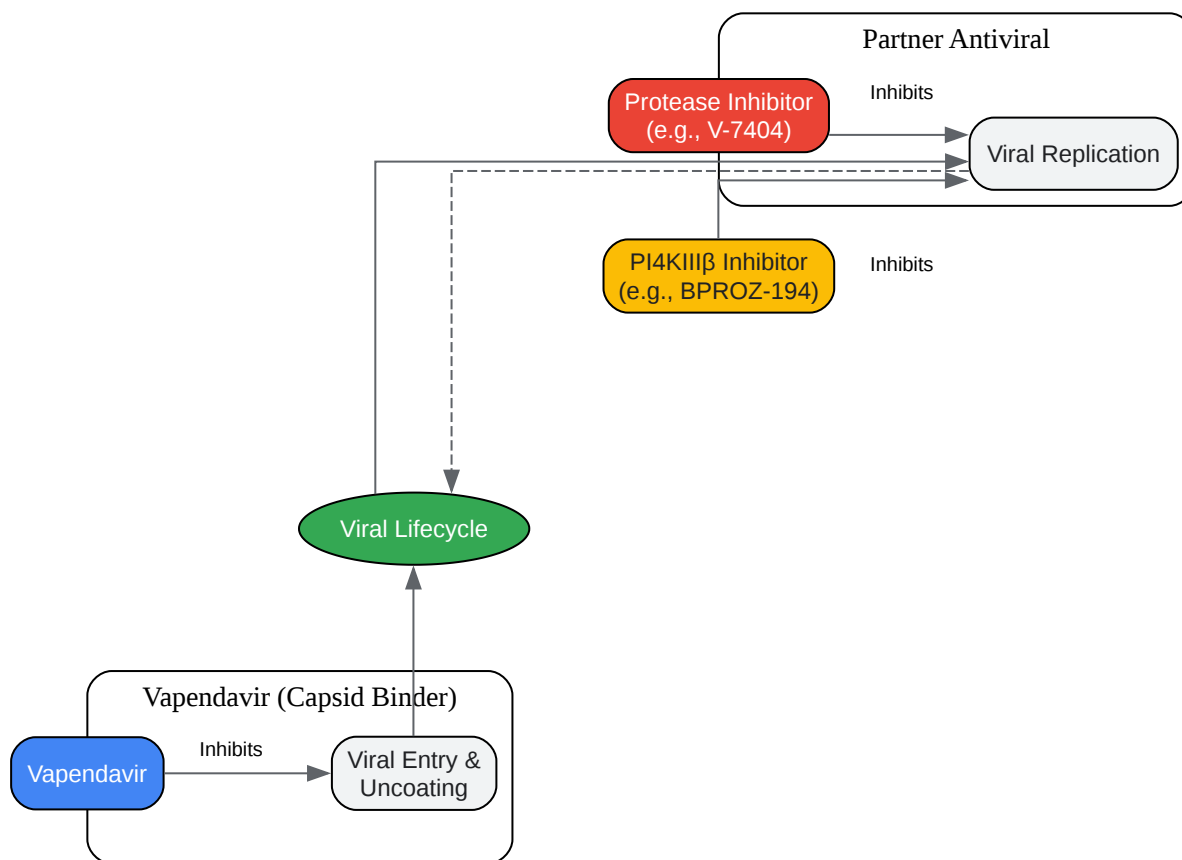 Partner Antiviral
Protease Inhibitor
(e.g., V-7404)
Inhibits
Viral Replication
PI4KIIIβ Inhibitor
(e.g., BPROZ-194)
Inhibits
Viral Lifecycle
Vapendavir (Capsid Binder)
Vapendavir
Inhibits
Viral Entry &
Uncoating